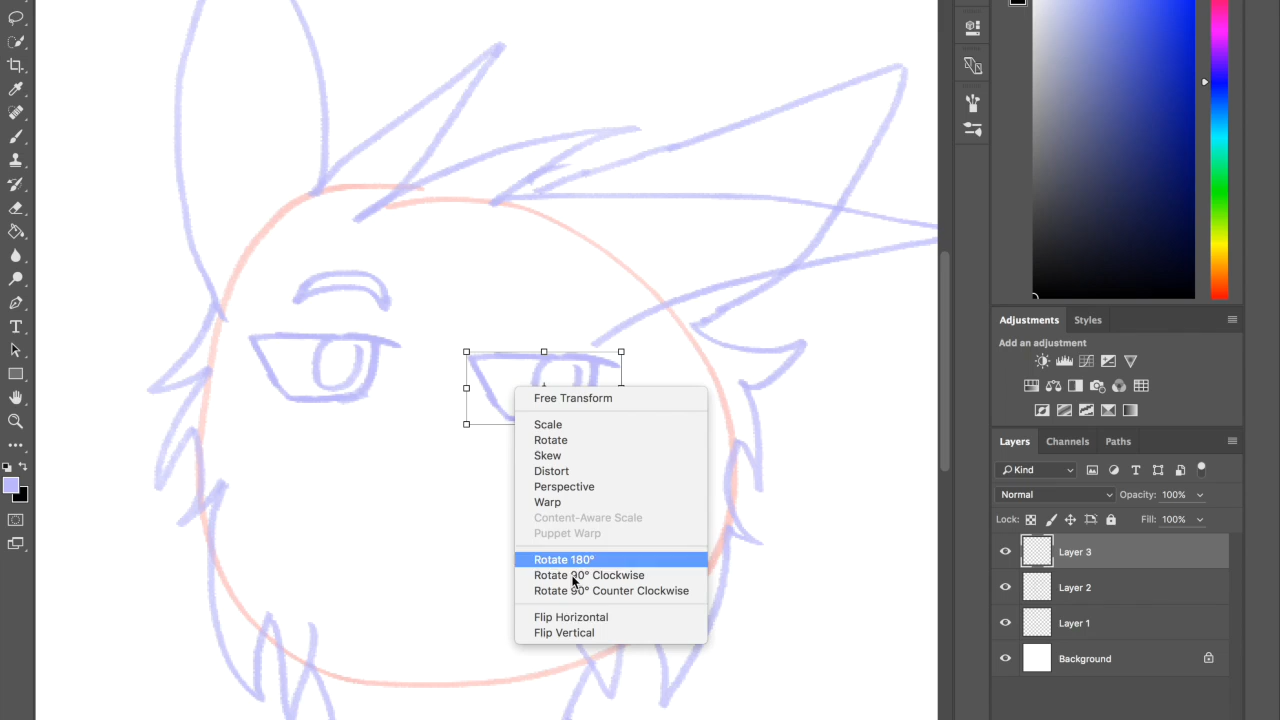 Free Transform
Scale
Rotate
Skew
Distort
Perspective
Warp
Content-Aware Scale
Puppet Warp
Rotate 180°
Rotate 90° Clockwise
Rotate 90° Counter Clockwise
Flip Horizontal
Flip Vertical
Adjustments Styles
Add an adjustment
Layers Channels Paths
Kind
Normal Opacity: 100%
Lock: Fill: 100%
Layer 3
Layer 2
Layer 1
Background